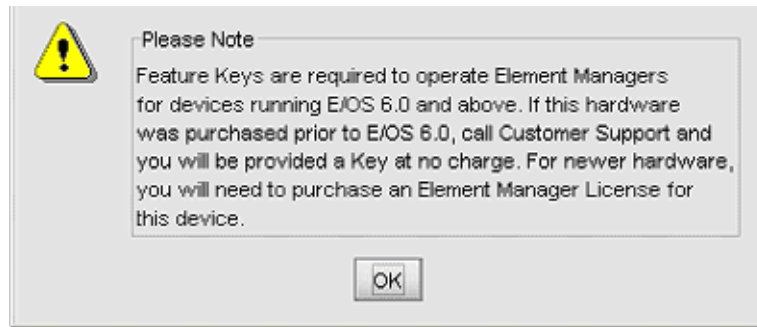 Please Note
Feature Keys are required to operate Element Managers
for devices running E/OS 6.0 and above. If this hardware
was purchased prior to E/OS 6.0, call Customer Support and
you will be provided a Key at no charge. For newer hardware,
you will need to purchase an Element Manager License for
this device.
OK